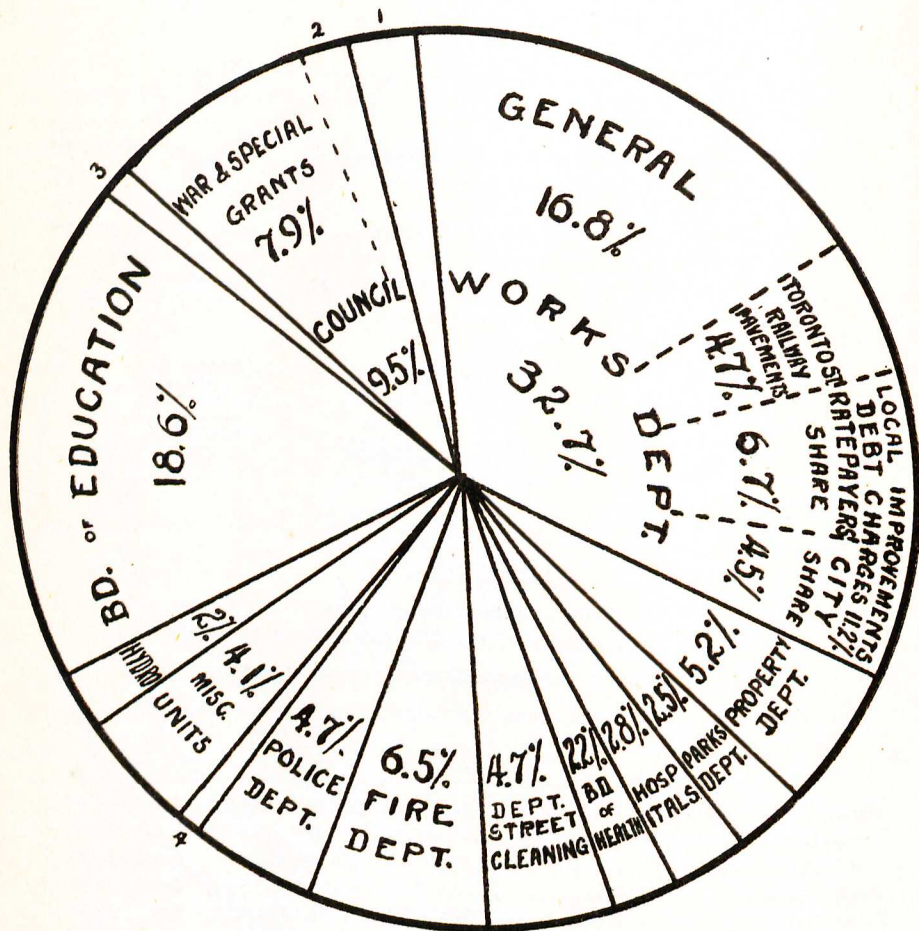 1
2
3
4
GENERAL
16.8%
WORKS
DEPT.
32.7%
TORONTO ST.
RAILWAY
PAVEMENTS
4.7%
RATEPAYERS
SHARE
6.7%
CITY
SHARE
4.5%
LOCAL IMPROVEMENTS
DEBT CHARGES 11.2%
5.2%
PROPERTY
DEPT.
2.5%
PARKS
DEPT.
2.8%
HOSP
ITALS
2.2%
BD.
OF
HEALTH
4.7%
DEPT.
STREET
CLEANING
6.5%
FIRE
DEPT.
4.7%
POLICE
DEPT.
4.1%
MISC.
UNITS
2%
HYDRO
BD. OF EDUCATION
18.6%
WAR & SPECIAL
GRANTS
7.9%
COUNCIL
9.5%